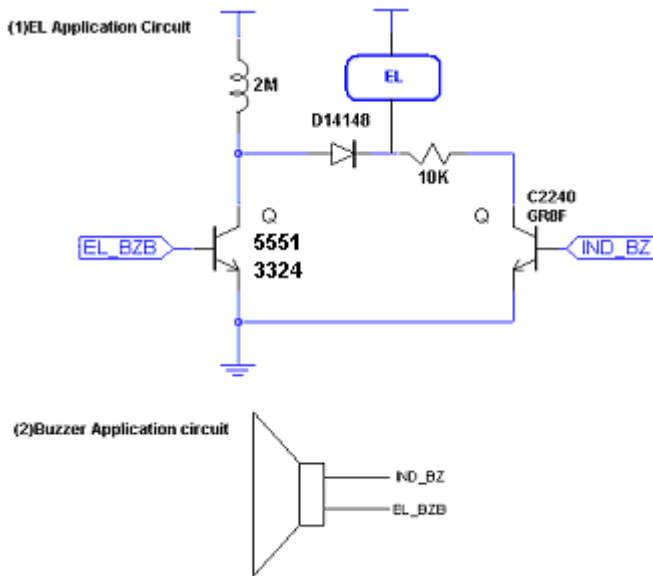 (1)EL Application Circuit
EL
2M
D14148
10K
C2240
GR8F
Q
Q
EL_BZB
5551
3324
IND_BZ
(2)Buzzer Application circuit
IND_BZ
EL_BZB